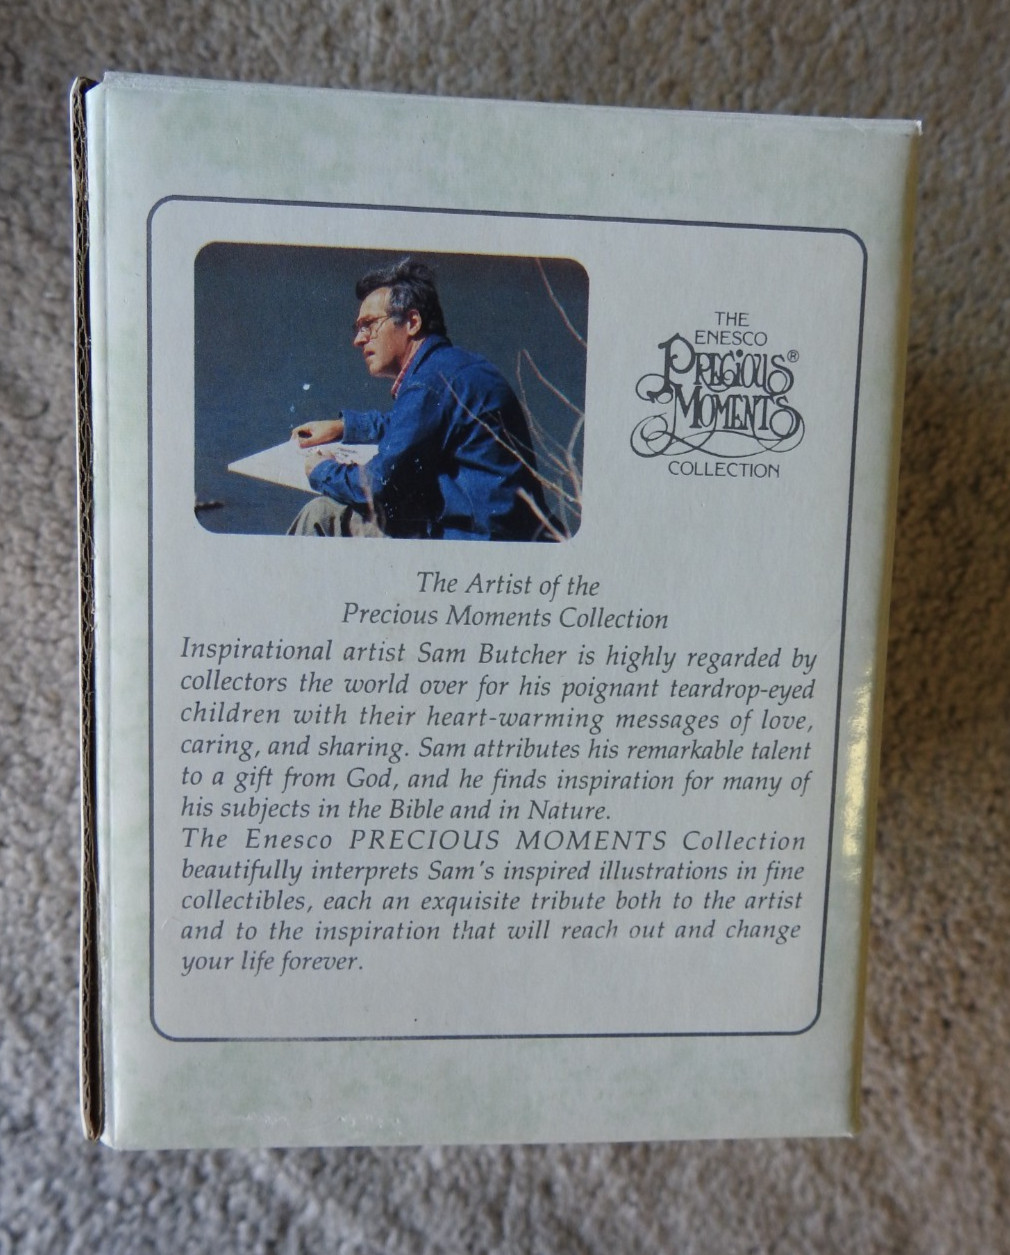 THE
ENESCO
PRECIOUS®
MOMENTS
COLLECTION
The Artist of the
Precious Moments Collection
Inspirational artist Sam Butcher is highly regarded by
collectors the world over for his poignant teardrop-eyed
children with their heart-warming messages of love,
caring, and sharing. Sam attributes his remarkable talent
to a gift from God, and he finds inspiration for many of
his subjects in the Bible and in Nature.
The Enesco PRECIOUS MOMENTS Collection
beautifully interprets Sam's inspired illustrations in fine
collectibles, each an exquisite tribute both to the artist
and to the inspiration that will reach out and change
your life forever.